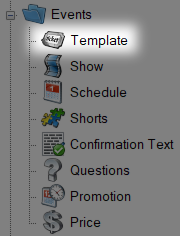 Events
Template
Show
Schedule
Shorts
Confirmation Text
Questions
Promotion
Price